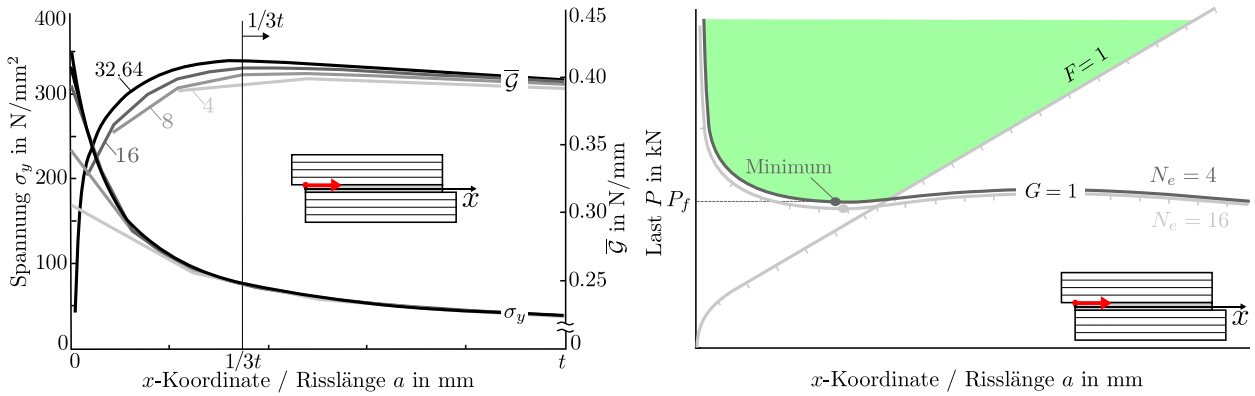 400
300
200
100
0
Spannung σ_y in N/mm²
1/3t
32.64
4
8
16
𝒢̅
σ_y
x
0.45
0.40
0.35
0.30
0.25
0
𝒢̅ in N/mm
0
1/3t
t
x-Koordinate / Risslänge a in mm
Last P in kN
P_f
Minimum
F = 1
G = 1
N_e = 4
N_e = 16
x
x-Koordinate / Risslänge a in mm